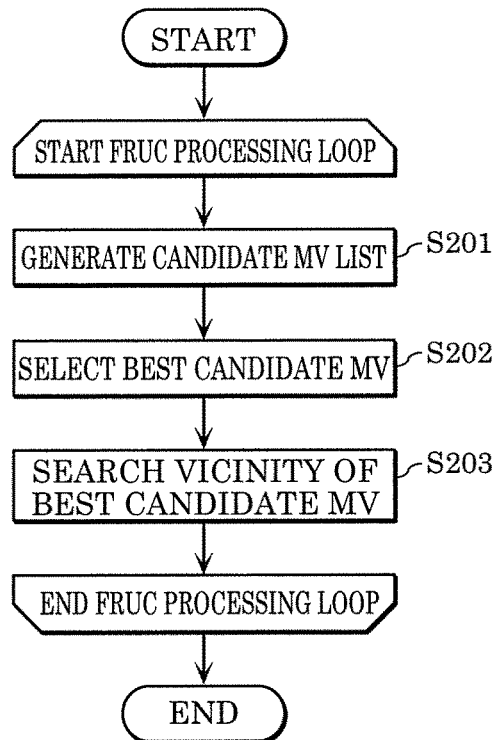 START
START FRUC PROCESSING LOOP
GENERATE CANDIDATE MV LIST
S201
SELECT BEST CANDIDATE MV
S202
SEARCH VICINITY OF
BEST CANDIDATE MV
S203
END FRUC PROCESSING LOOP
END